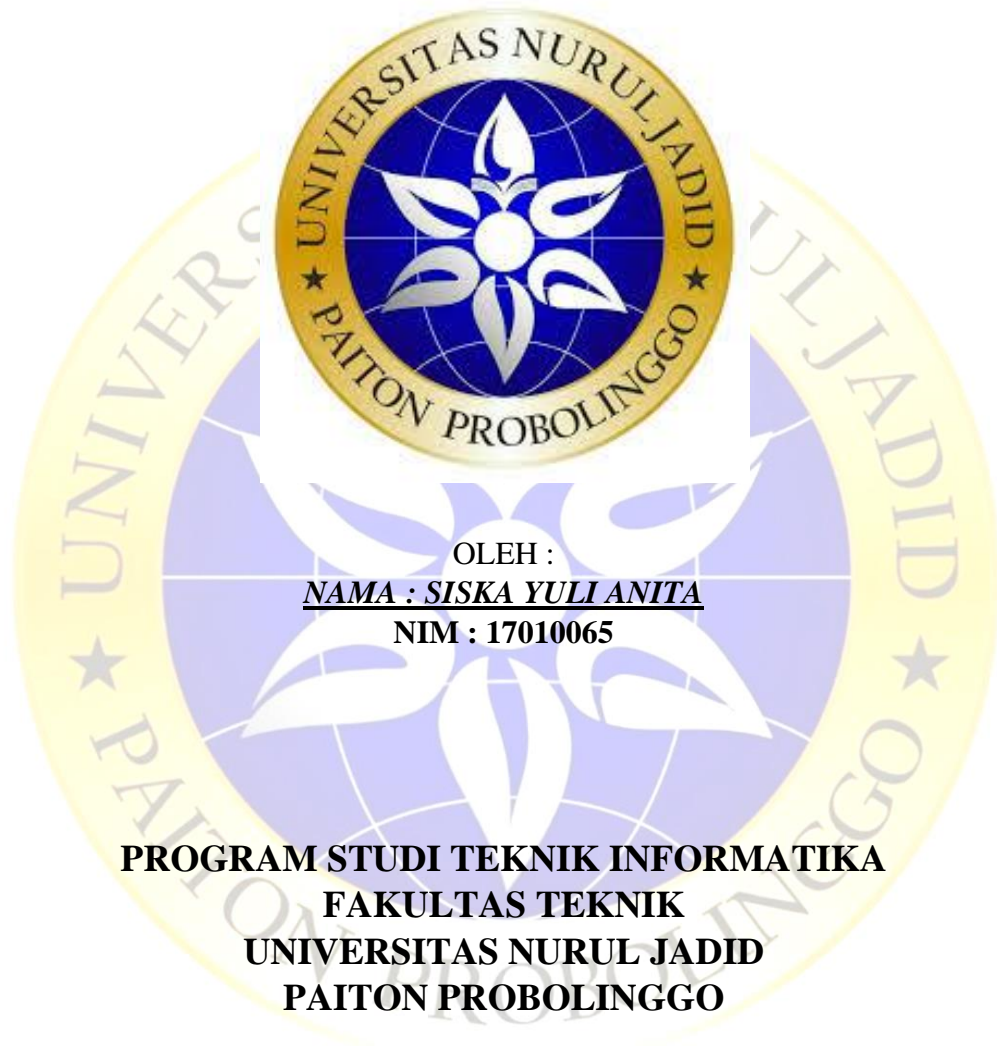 UNIVERSITAS NURUL JADID
★ PAITON PROBOLINGGO ★
OLEH :
NAMA : SISKA YULI ANITA
NIM : 17010065
PROGRAM STUDI TEKNIK INFORMATIKA
FAKULTAS TEKNIK
UNIVERSITAS NURUL JADID
PAITON PROBOLINGGO